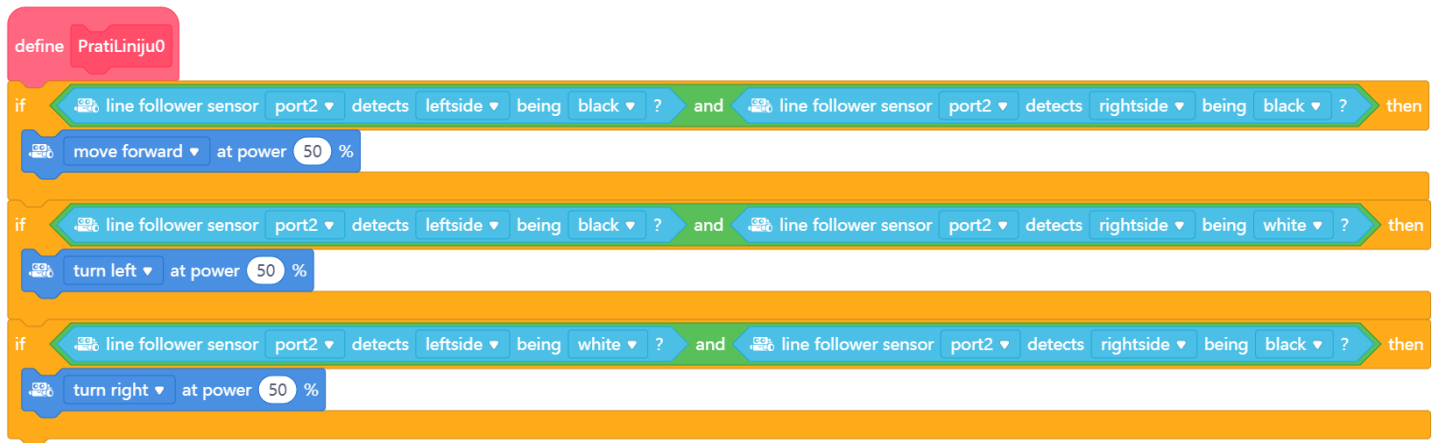 define PratiLiniju0
if line follower sensor port2 detects leftside being black ? and line follower sensor port2 detects rightside being black ? then
move forward at power 50 %
if line follower sensor port2 detects leftside being black ? and line follower sensor port2 detects rightside being white ? then
turn left at power 50 %
if line follower sensor port2 detects leftside being white ? and line follower sensor port2 detects rightside being black ? then
turn right at power 50 %